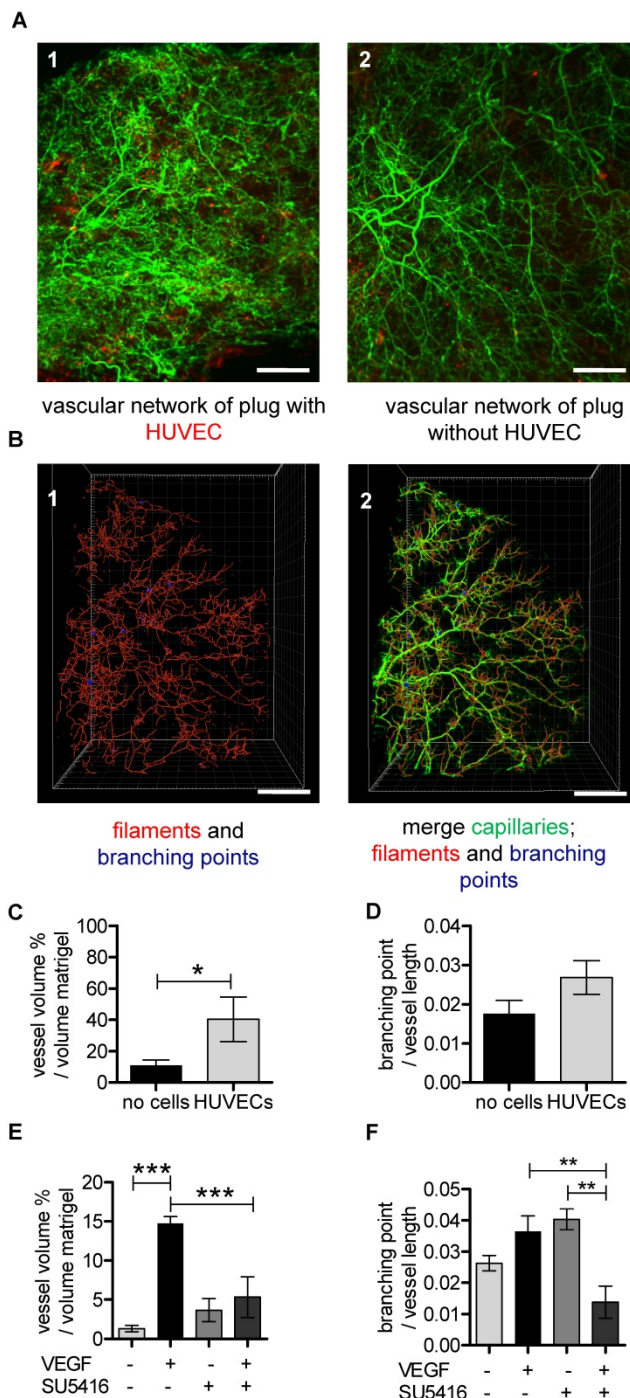 A
1
2
vascular network of plug with
HUVEC
vascular network of plug
without HUVEC
B
1
2
filaments and
branching points
merge capillaries;
filaments and branching
points
C
vessel volume %
/ volume matrigel
100
80
60
40
20
0
*
no cells HUVECs
D
branching point
/ vessel length
0.04
0.03
0.02
0.01
0.00
no cells HUVECs
E
vessel volume %
/ volume matrigel
20
15
10
5
0
***
***
VEGF - + - +
SU5416 - - + +
F
branching point
/ vessel length
0.05
0.04
0.03
0.02
0.01
0.00
**
**
VEGF - + - +
SU5416 - - + +